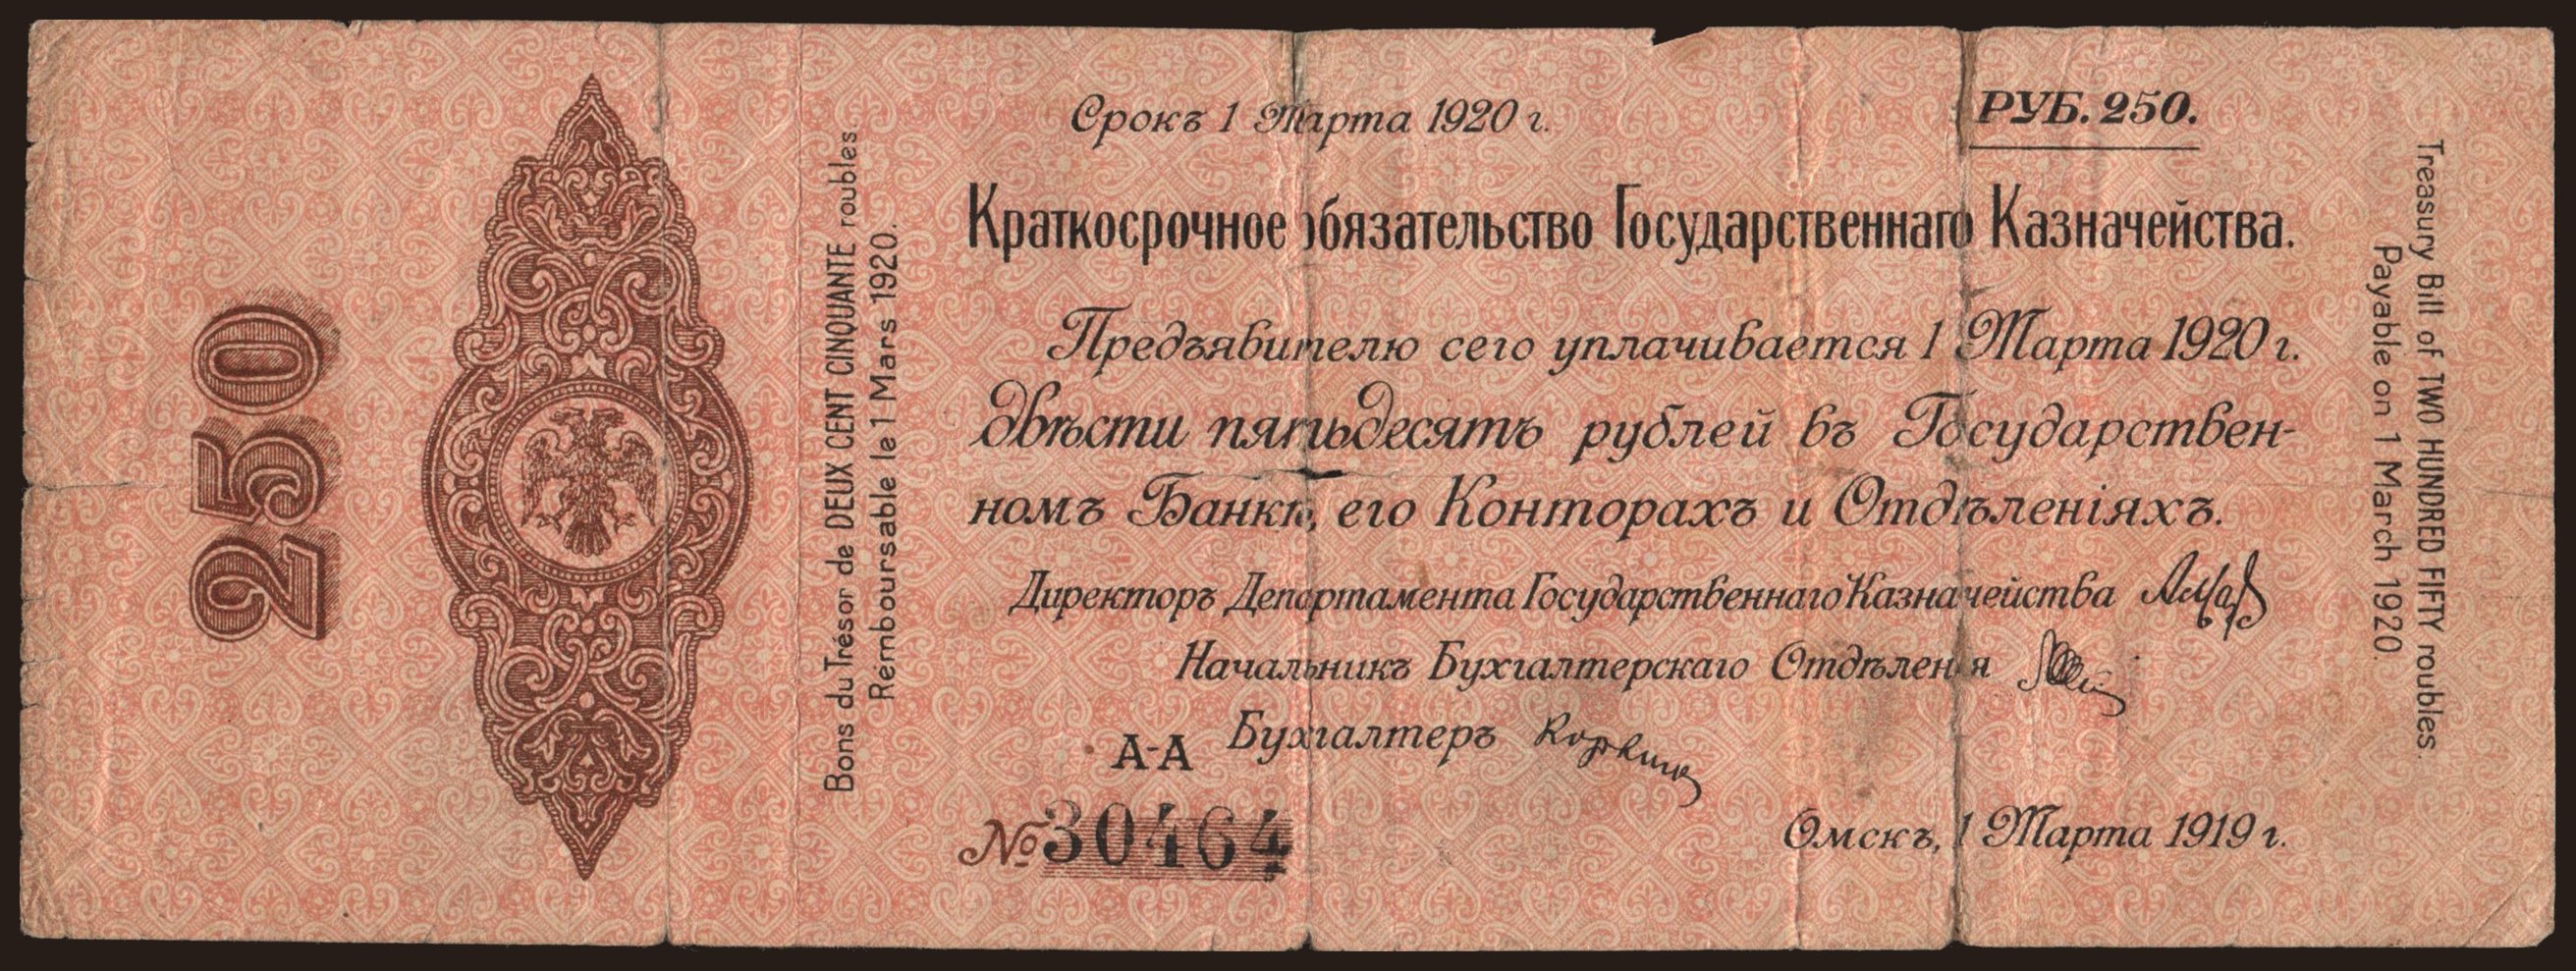 250
Bons du Trésor de DEUX CENT CINQUANTE roubles.
Remboursable le 1 Mars 1920.
Срокъ 1 Марта 1920 г.
РУБ. 250.
Краткосрочное обязательство Государственнаго Казначейства.
Предъявителю сего уплачивается 1 Марта 1920 г.
двѣсти пятьдесятъ рублей въ Государствен-
номъ Банкѣ, его Конторахъ и Отдѣленіяхъ.
Директоръ Департамента Государственнаго Казначейства
Начальникъ Бухгалтерскаго Отдѣленія
Бухгалтеръ
А-А
№ 30464
Омскъ, 1 Марта 1919 г.
Treasury Bill of TWO HUNDRED FIFTY roubles.
Payable on 1 March 1920.